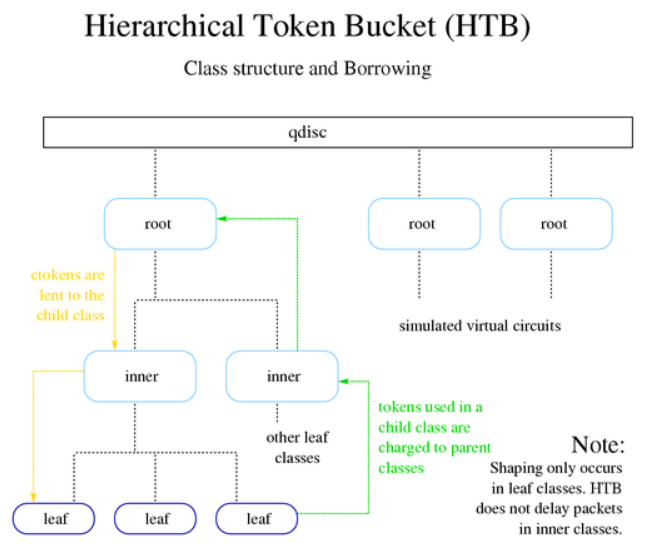 Hierarchical Token Bucket (HTB)
Class structure and Borrowing
qdisc
root
root
root
ctokens are
lent to the
child class
simulated virtual circuits
inner
inner
tokens used in a
child class are
charged to parent
classes
other leaf
classes
Note:
Shaping only occurs
in leaf classes. HTB
does not delay packets
in inner classes.
leaf
leaf
leaf